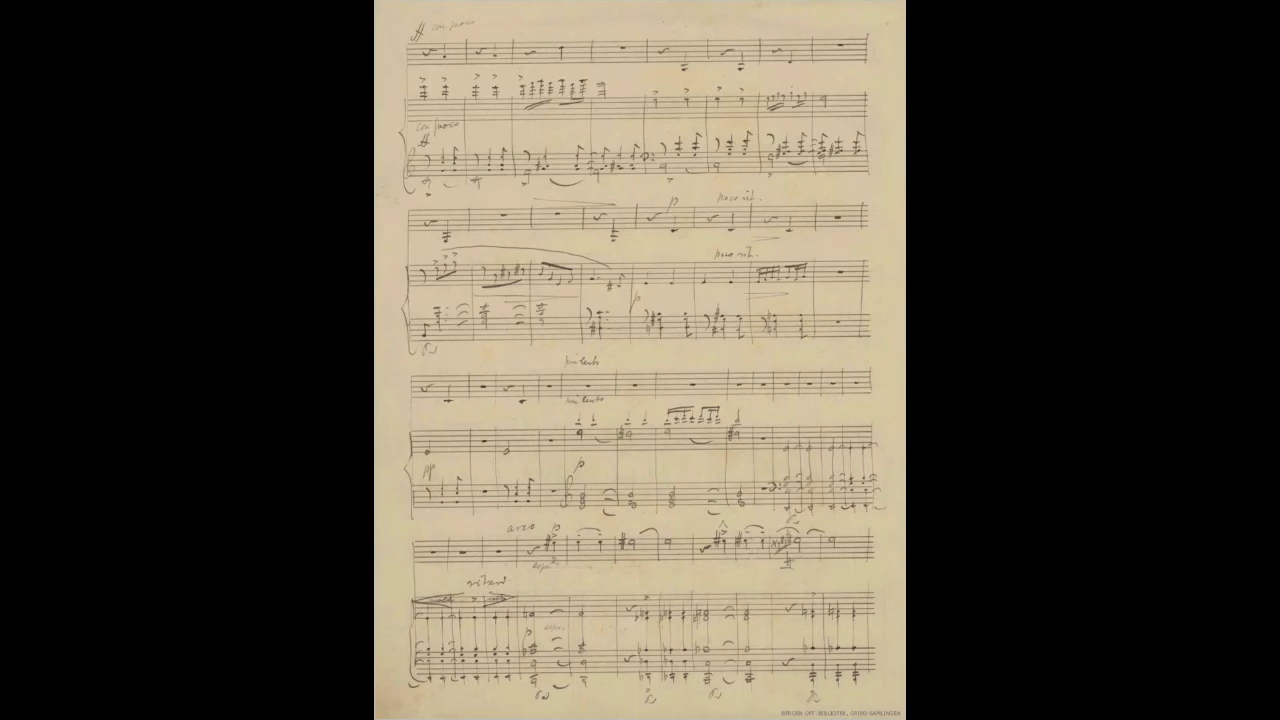 con fuoco
con fuoco
p
poco rit.
poco rit.
p
più lento
più lento
pp
p
arco p
ritard
p
BERGEN OFF. BIBLIOTEK, GRIEG-SAMLINGEN